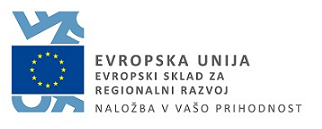 EVROPSKA UNIJA
EVROPSKI SKLAD ZA
REGIONALNI RAZVOJ
NALOŽBA V VAŠO PRIHODNOST